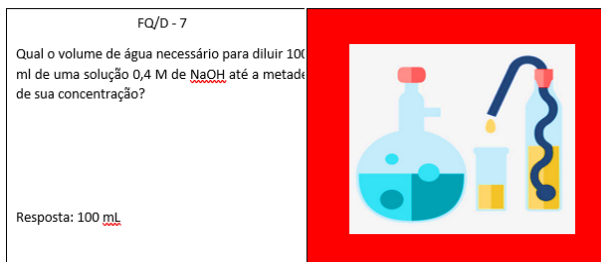 FQ/D - 7
Qual o volume de água necessário para diluir 100
ml de uma solução 0,4 M de NaOH até a metade
de sua concentração?
Resposta: 100 mL